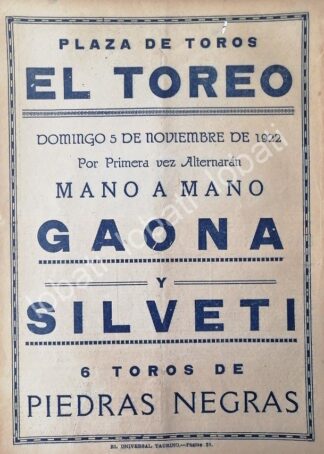 PLAZA DE TOROS
EL TOREO
DOMINGO 5 DE NOVIEMBRE DE 1922
Por Primera vez Alternarán
MANO A MANO
GAONA
Y
SILVETI
6 TOROS DE
PIEDRAS NEGRAS
EL UNIVERSAL TAURINO.—Página 21.